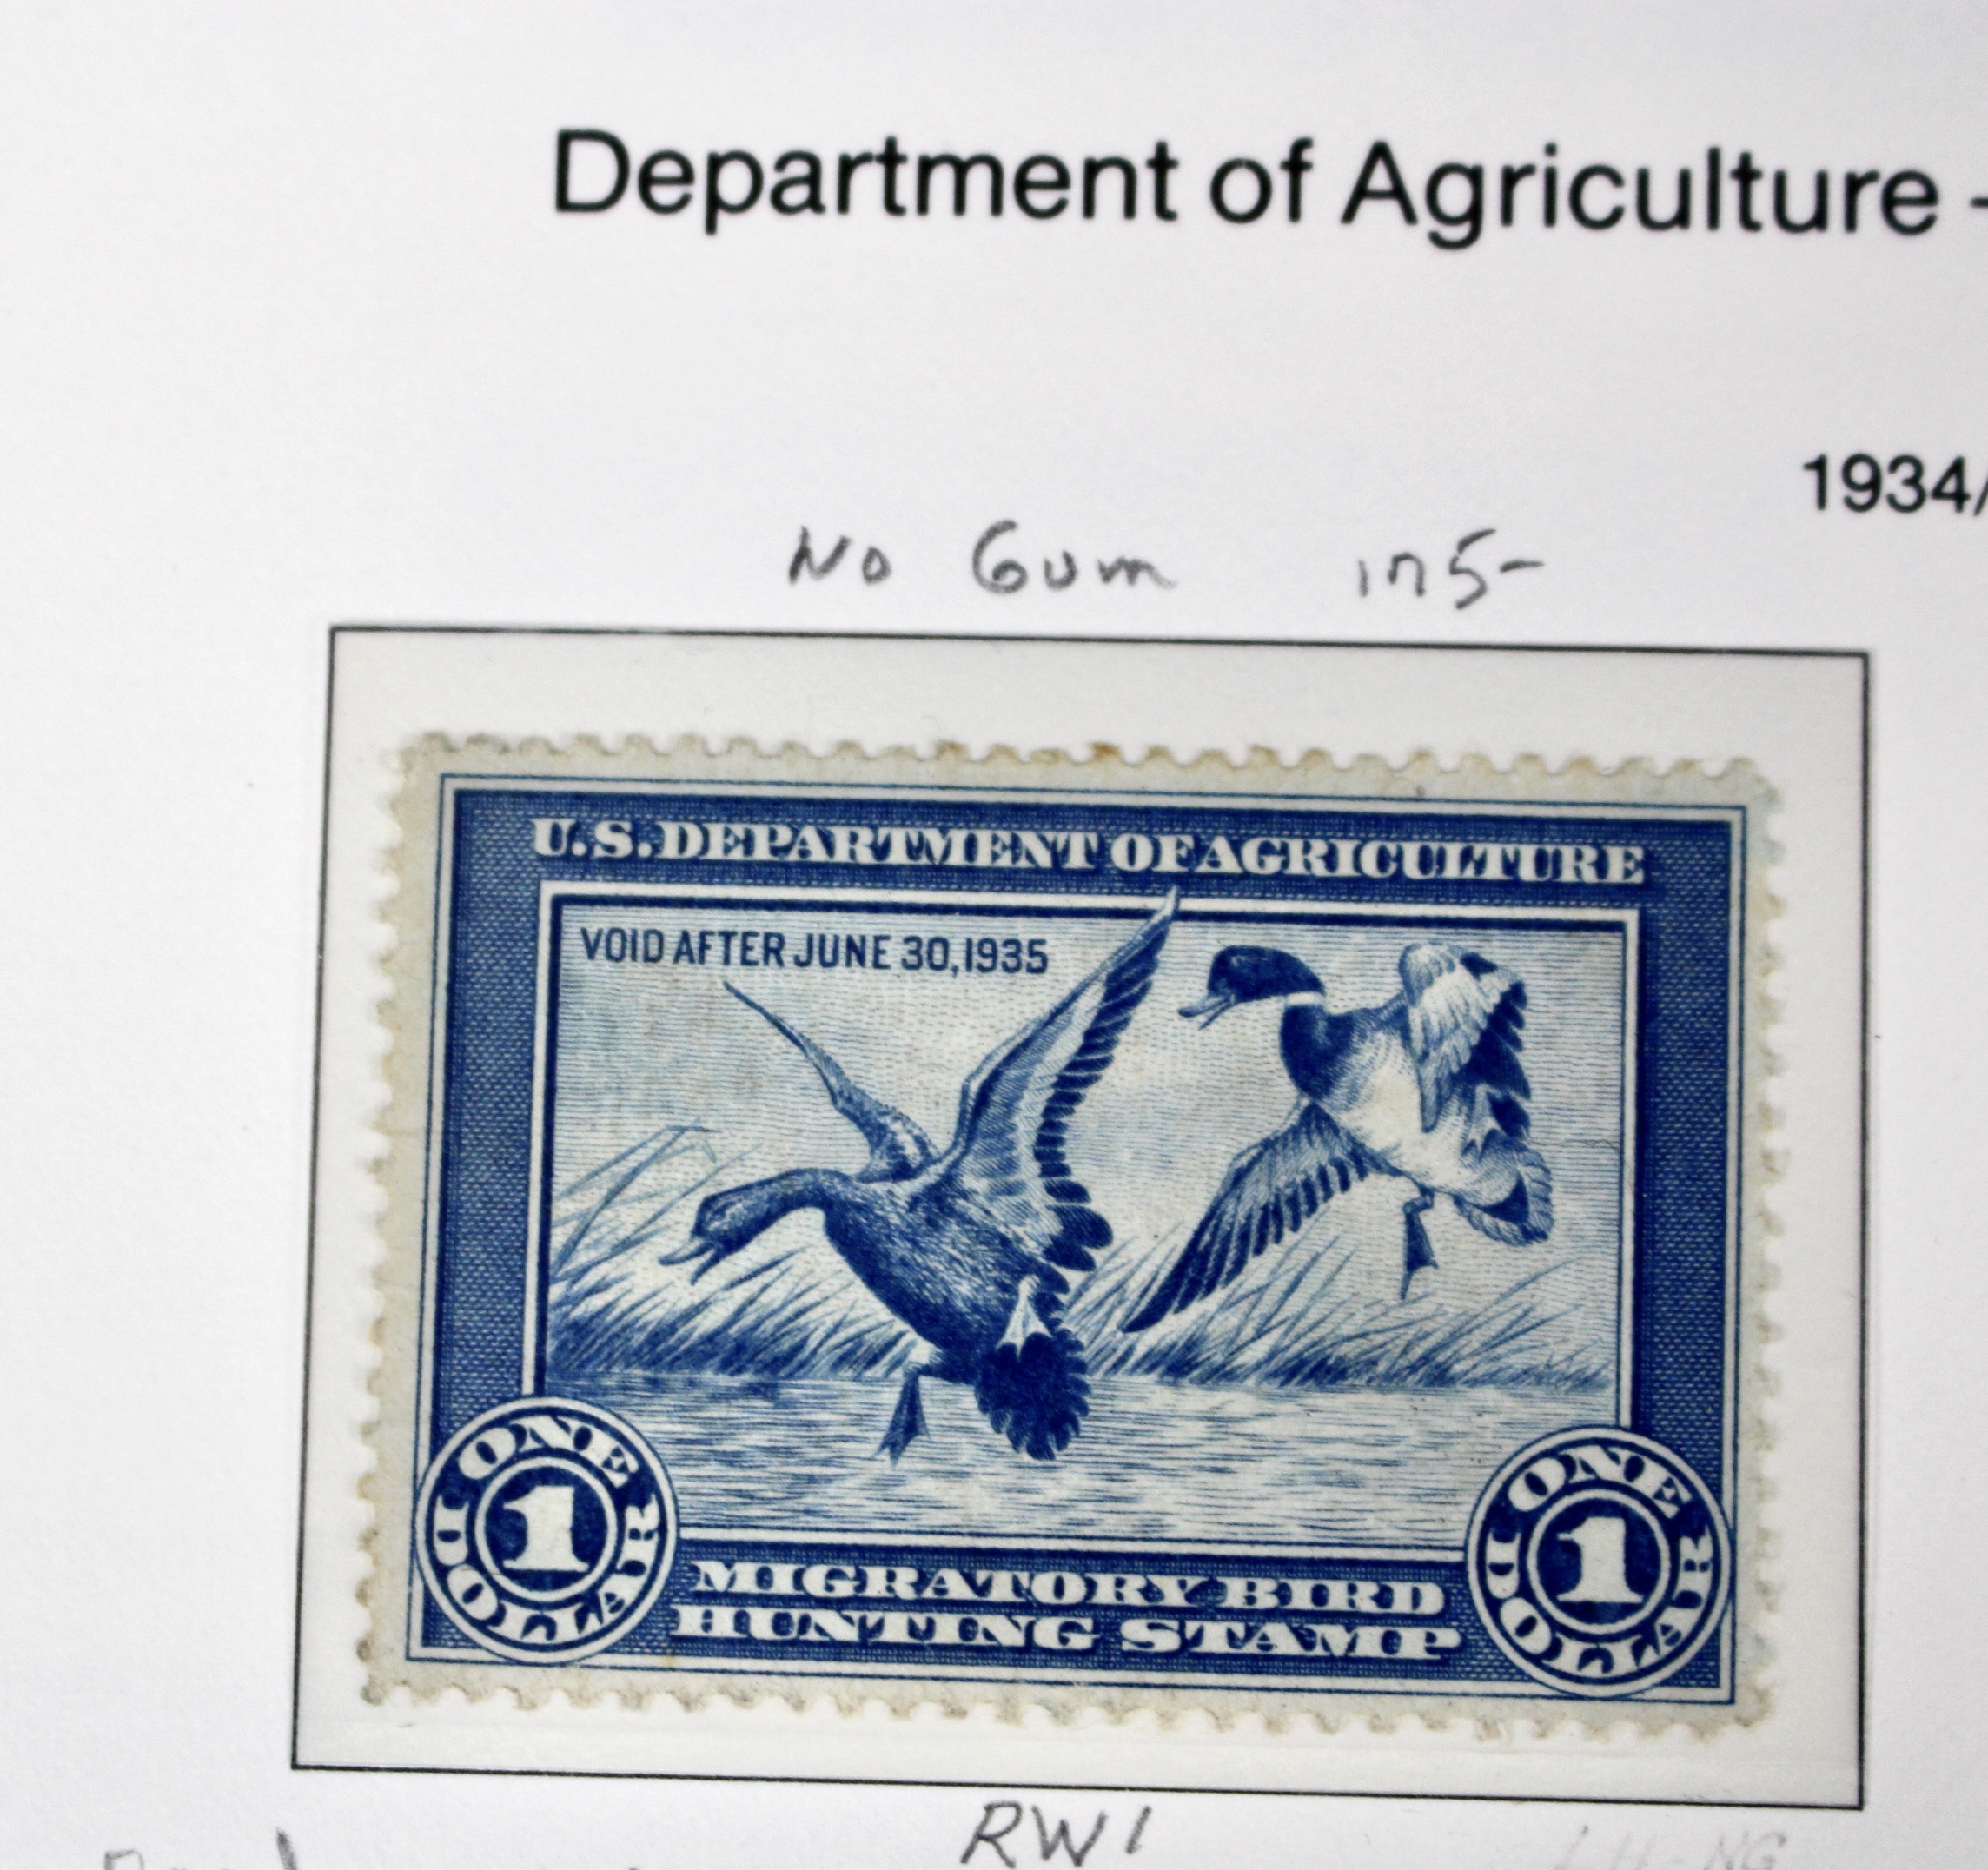 Department of Agriculture -
1934/
No Gum 175-
U.S. DEPARTMENT OF AGRICULTURE
VOID AFTER JUNE 30, 1935
ONE DOLLAR 1
ONE DOLLAR 1
MIGRATORY BIRD
HUNTING STAMP
RW1